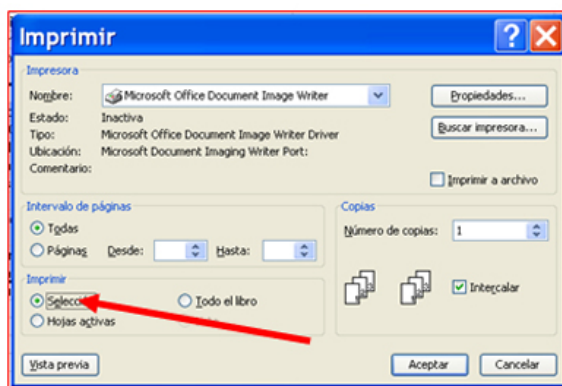 Imprimir
Impresora
Nombre: Microsoft Office Document Image Writer Propiedades...
Estado: Inactiva
Tipo: Microsoft Office Document Image Writer Driver Buscar impresora...
Ubicación: Microsoft Document Imaging Writer Port:
Comentario: Imprimir a archivo
Intervalo de páginas
Todas
Páginas Desde: Hasta:
Copias
Número de copias: 1
Intercalar
Imprimir
Selección Todo el libro
Hojas activas
Vista previa Aceptar Cancelar